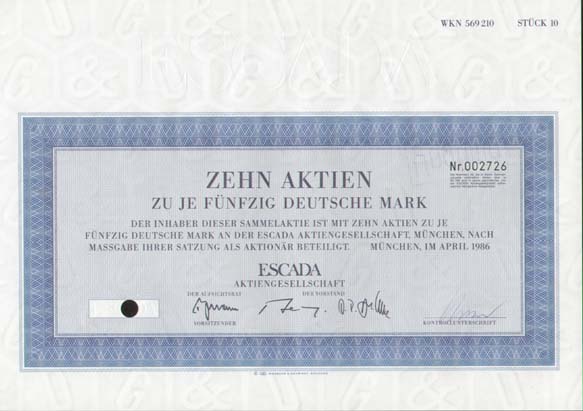 WKN 569 210 STÜCK 10
Nr. 002726
ZEHN AKTIEN
ZU JE FÜNFZIG DEUTSCHE MARK
DER INHABER DIESER SAMMELAKTIE IST MIT ZEHN AKTIEN ZU JE
FÜNFZIG DEUTSCHE MARK AN DER ESCADA AKTIENGESELLSCHAFT, MÜNCHEN, NACH
MASSGABE IHRER SATZUNG ALS AKTIONÄR BETEILIGT. MÜNCHEN, IM APRIL 1986
ESCADA
AKTIENGESELLSCHAFT
DER AUFSICHTSRAT DER VORSTAND
VORSITZENDER
KONTROLLUNTERSCHRIFT